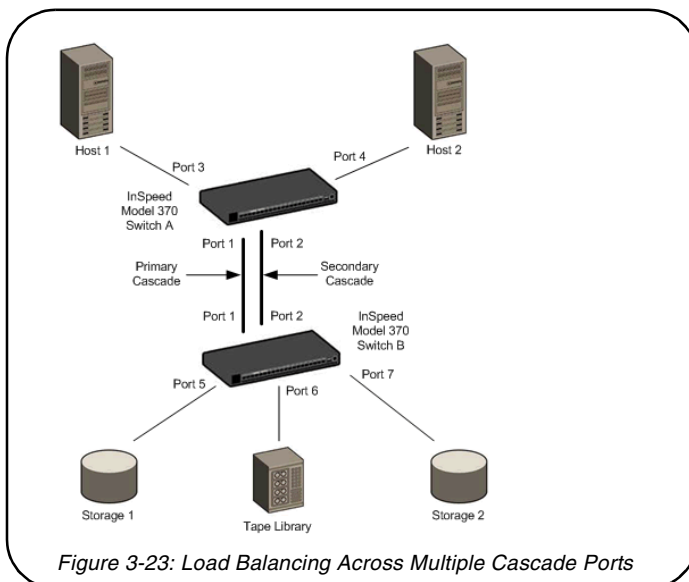 Host 1
Host 2
Port 3
Port 4
InSpeed
Model 370
Switch A
Port 1
Port 2
Primary
Cascade
Secondary
Cascade
Port 1
Port 2
InSpeed
Model 370
Switch B
Port 5
Port 6
Port 7
Storage 1
Tape Library
Storage 2
Figure 3-23: Load Balancing Across Multiple Cascade Ports